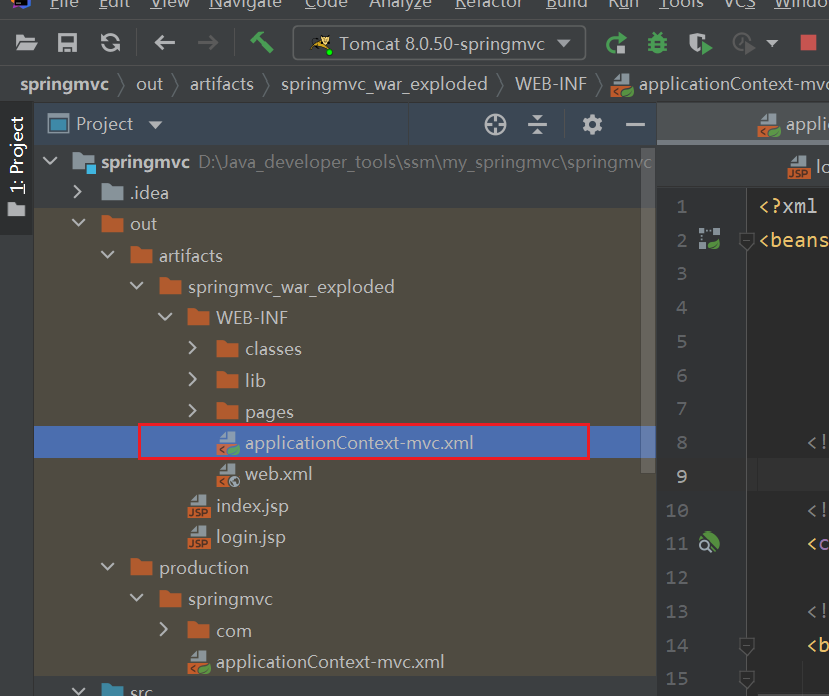 File Edit View Navigate Code Analyze Refactor Build Run Tools VCS
Tomcat 8.0.50-springmvc
springmvc out artifacts springmvc_war_exploded WEB-INF applicationContext-mv
1: Project
Project
springmvc D:\Java_developer_tools\ssm\my_springmvc\springmvc
.idea
out
artifacts
springmvc_war_exploded
WEB-INF
classes
lib
pages
applicationContext-mvc.xml
web.xml
JSP index.jsp
JSP login.jsp
production
springmvc
com
applicationContext-mvc.xml
src
appli
JSP lo
1 <?xml
2 <beans
3
4
5
6
7
8 <!
9
10 <!
11 <c
12
13 <!
14 <b
15